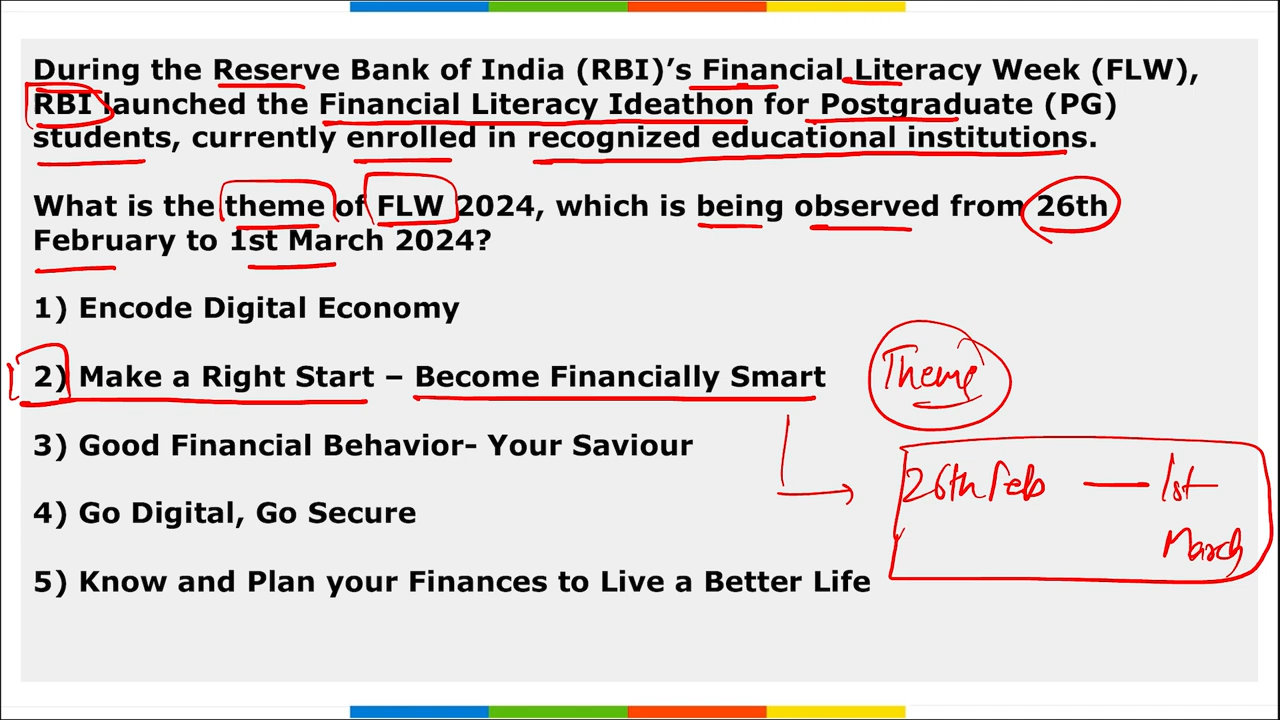 During the Reserve Bank of India (RBI)’s Financial Literacy Week (FLW),
RBI launched the Financial Literacy Ideathon for Postgraduate (PG)
students, currently enrolled in recognized educational institutions.
What is the theme of FLW 2024, which is being observed from 26th
February to 1st March 2024?
1) Encode Digital Economy
2) Make a Right Start – Become Financially Smart
Theme
3) Good Financial Behavior- Your Saviour
26th Feb — 1st
March
4) Go Digital, Go Secure
5) Know and Plan your Finances to Live a Better Life